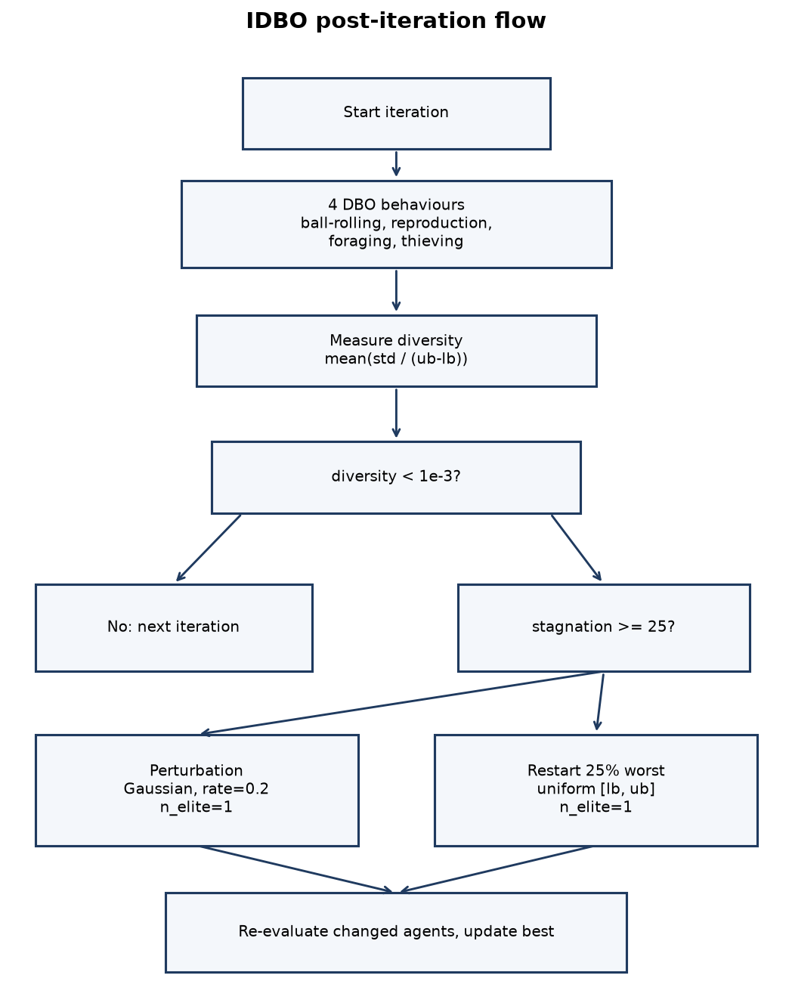 IDBO post-iteration flow
Start iteration
4 DBO behaviours
ball-rolling, reproduction,
foraging, thieving
Measure diversity
mean(std / (ub-lb))
diversity < 1e-3?
No: next iteration
stagnation >= 25?
Perturbation
Gaussian, rate=0.2
n_elite=1
Restart 25% worst
uniform [lb, ub]
n_elite=1
Re-evaluate changed agents, update best